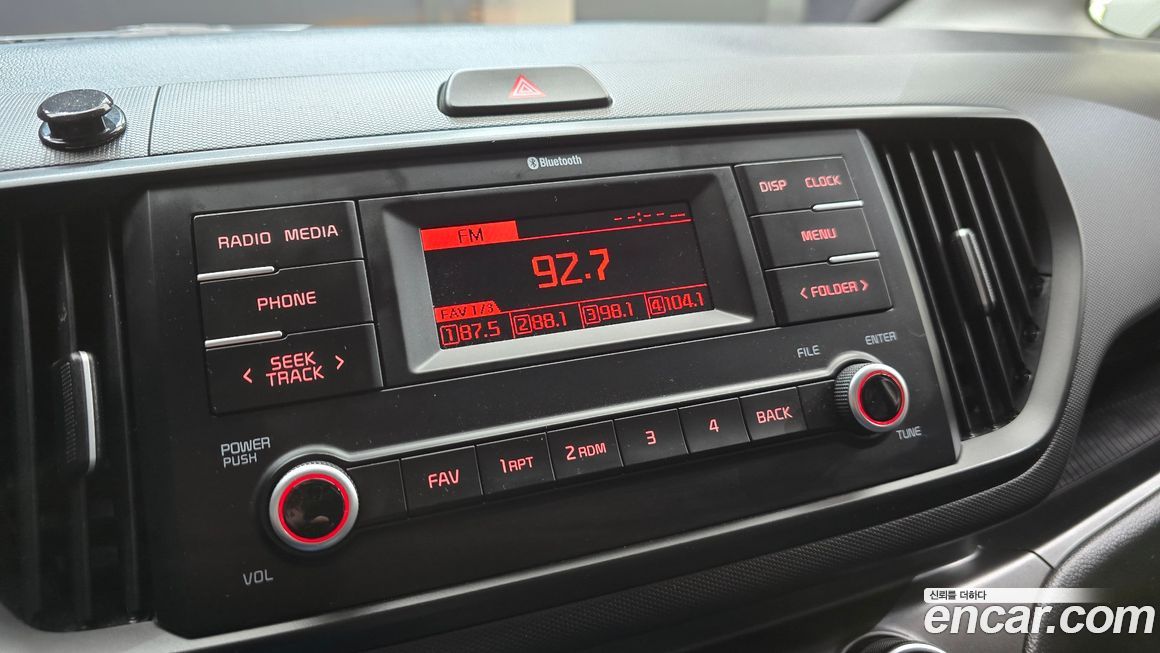 Bluetooth
RADIO MEDIA
PHONE
< SEEK >
TRACK
FM
--:-- --
92.7
FAV 1/3
1 87.5 2 88.1 3 98.1 4 104.1
DISP CLOCK
MENU
< FOLDER >
FILE
ENTER
TUNE
POWER
PUSH
VOL
FAV
1 RPT
2 RDM
3
4
BACK
신뢰를 더하다
encar.com